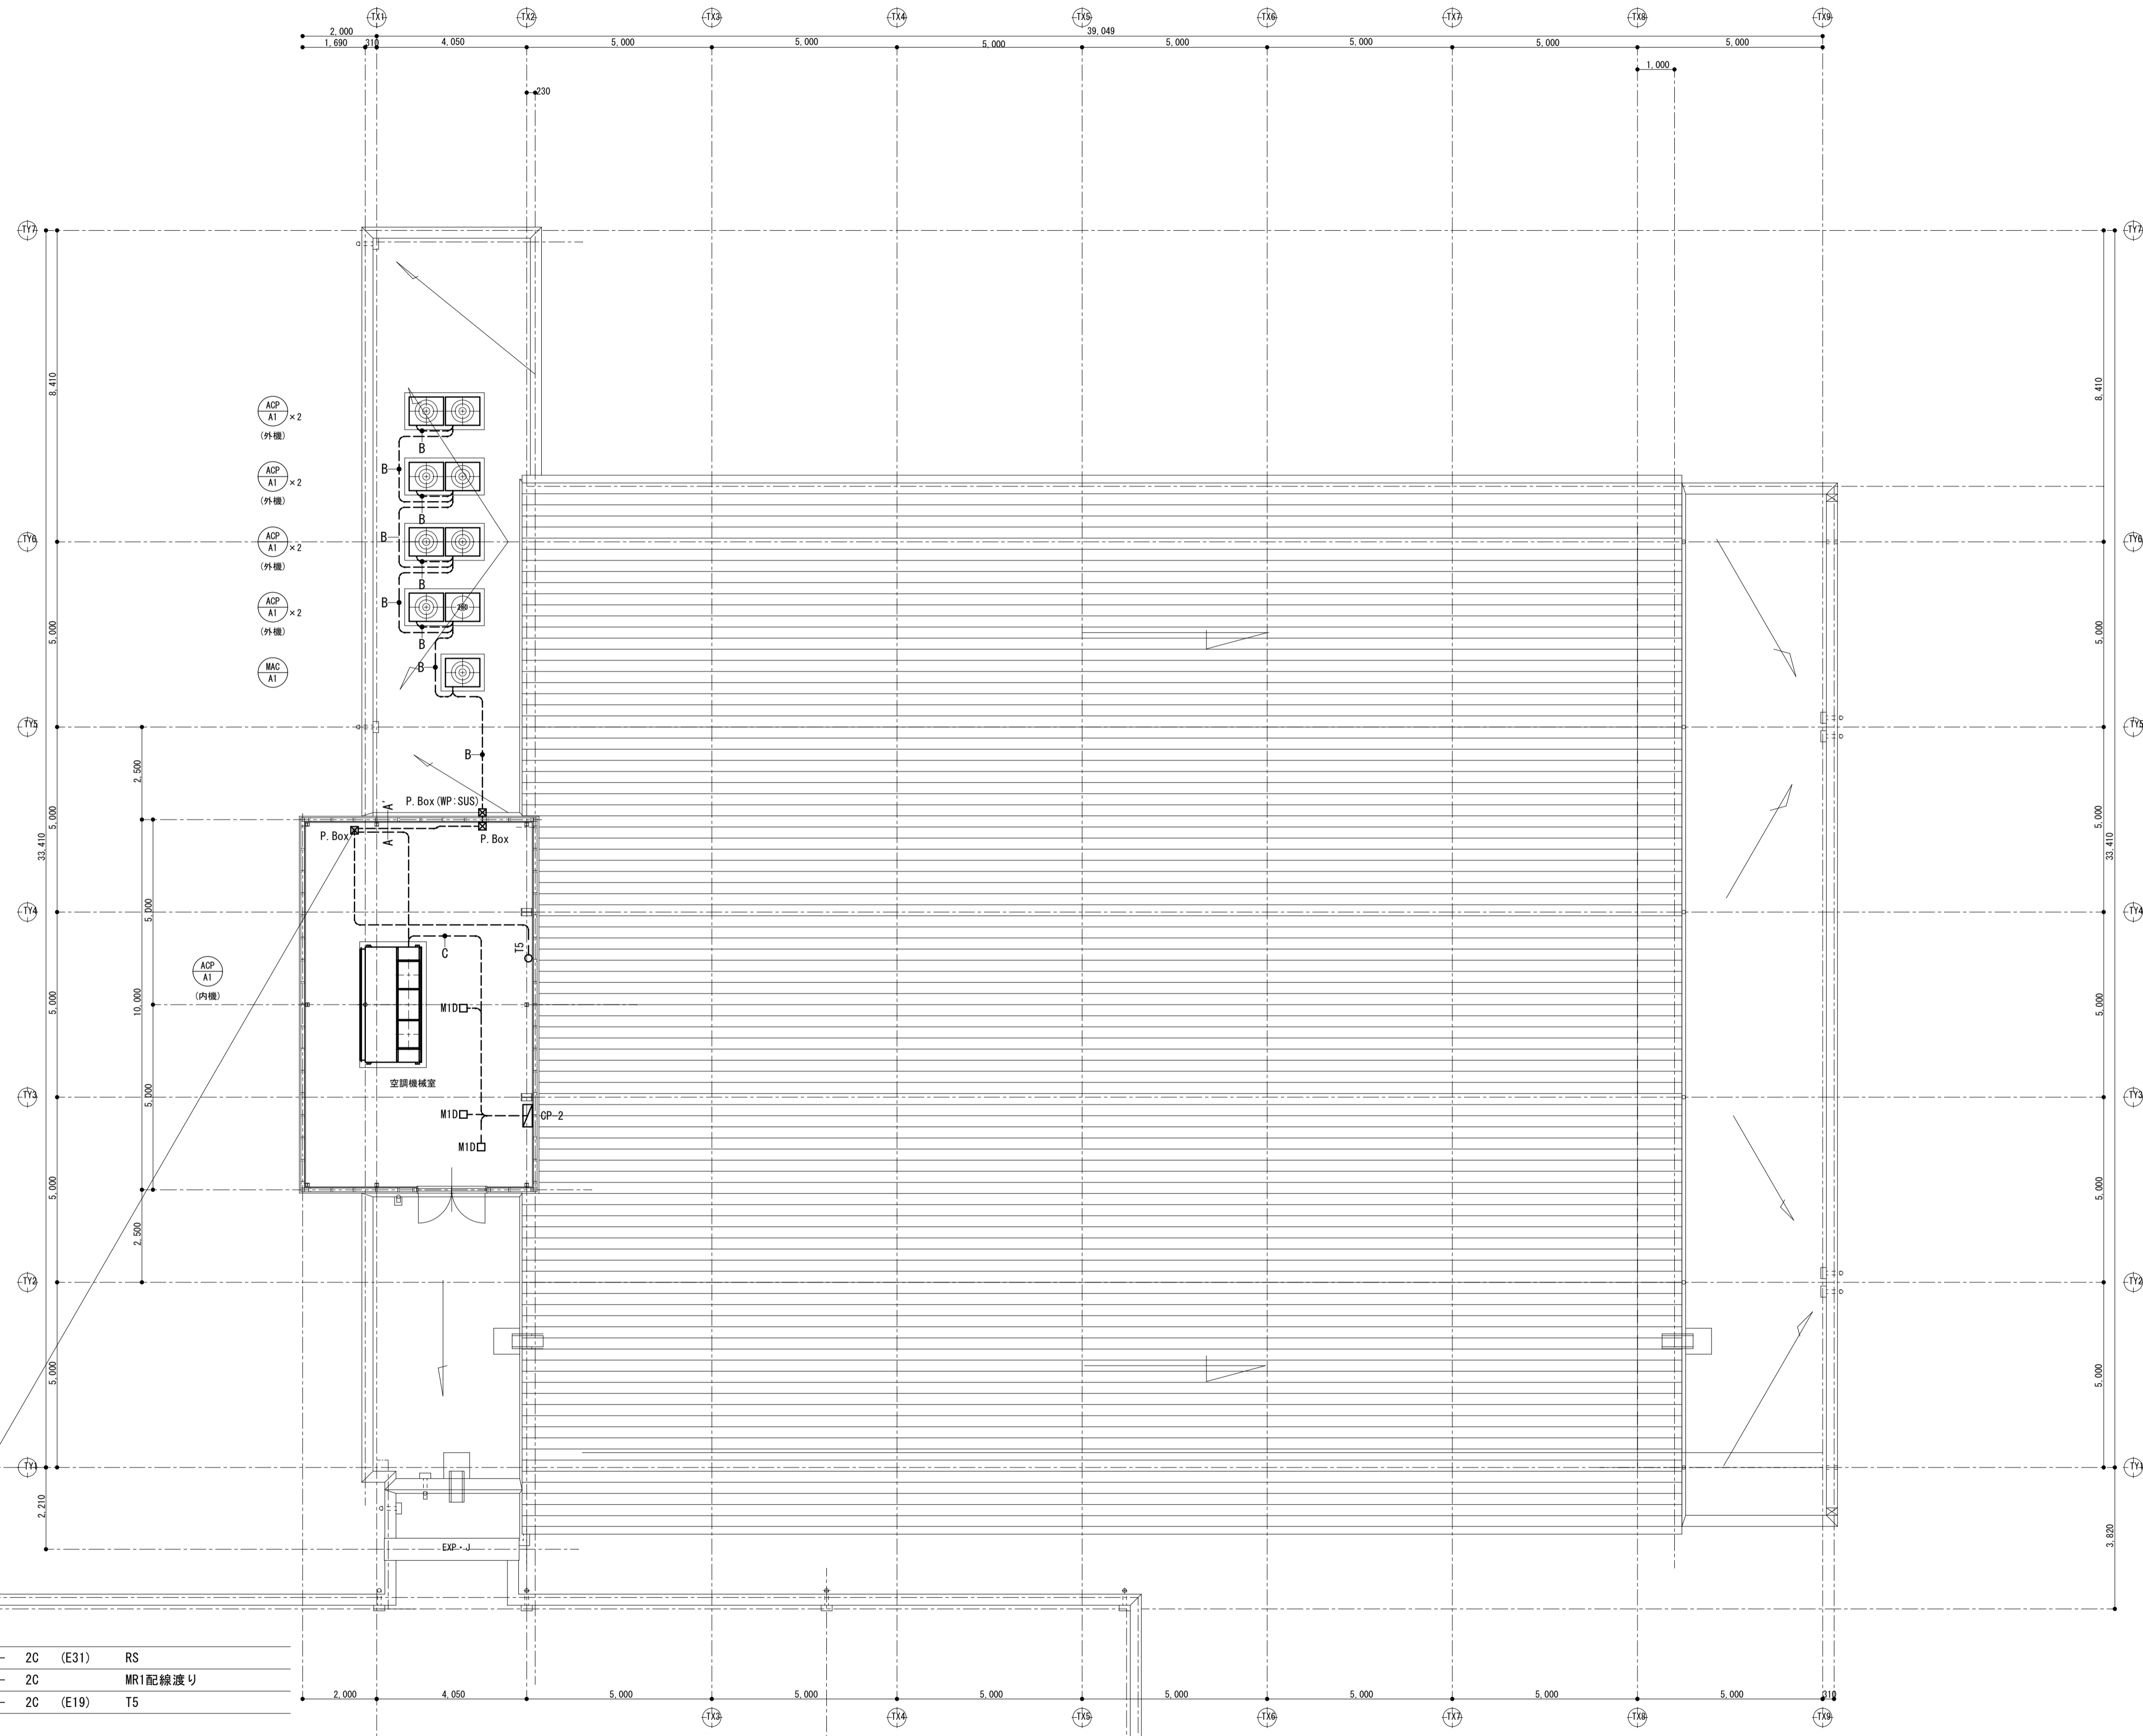 TX1 TX2 TX3 TX4 TX5 TX6 TX7 TX8 TX9
2,000 39,049
1,690 310 4,050 5,000 5,000 5,000 5,000 5,000 5,000 5,000
1,000
230
TY7 TY7
8,410 8,410
ACP
A1 ×2
(外機)
B
B
ACP
A1 ×2
(外機)
B
TY6 B TY6
ACP
A1 ×2
(外機)
B
B
ACP
A1 ×2
280
(外機)
5,000 5,000
B
MAC
A1
B
TY5 TY5
B
2,500
P.Box(WP:SUS)
A'
5,000 5,000
P.Box
A
P.Box
33,410 33,410
5,000
TY4 TY4
T5
C
ACP
A1
(内機)
5,000 10,000 5,000
M1D
空調機械室
5,000
TY3 TY3
M1D
CP-2
M1D
5,000 5,000
2,500
TY2 TY2
5,000 5,000
TY1 TY1
2,210
3,820
EXP・J
- 2C (E31) RS
- 2C MR1配線渡り
- 2C (E19) T5
2,000 4,050 5,000 5,000 5,000 5,000 5,000 5,000 5,000 310
TX3 TX4 TX5 TX6 TX7 TX8 TX9